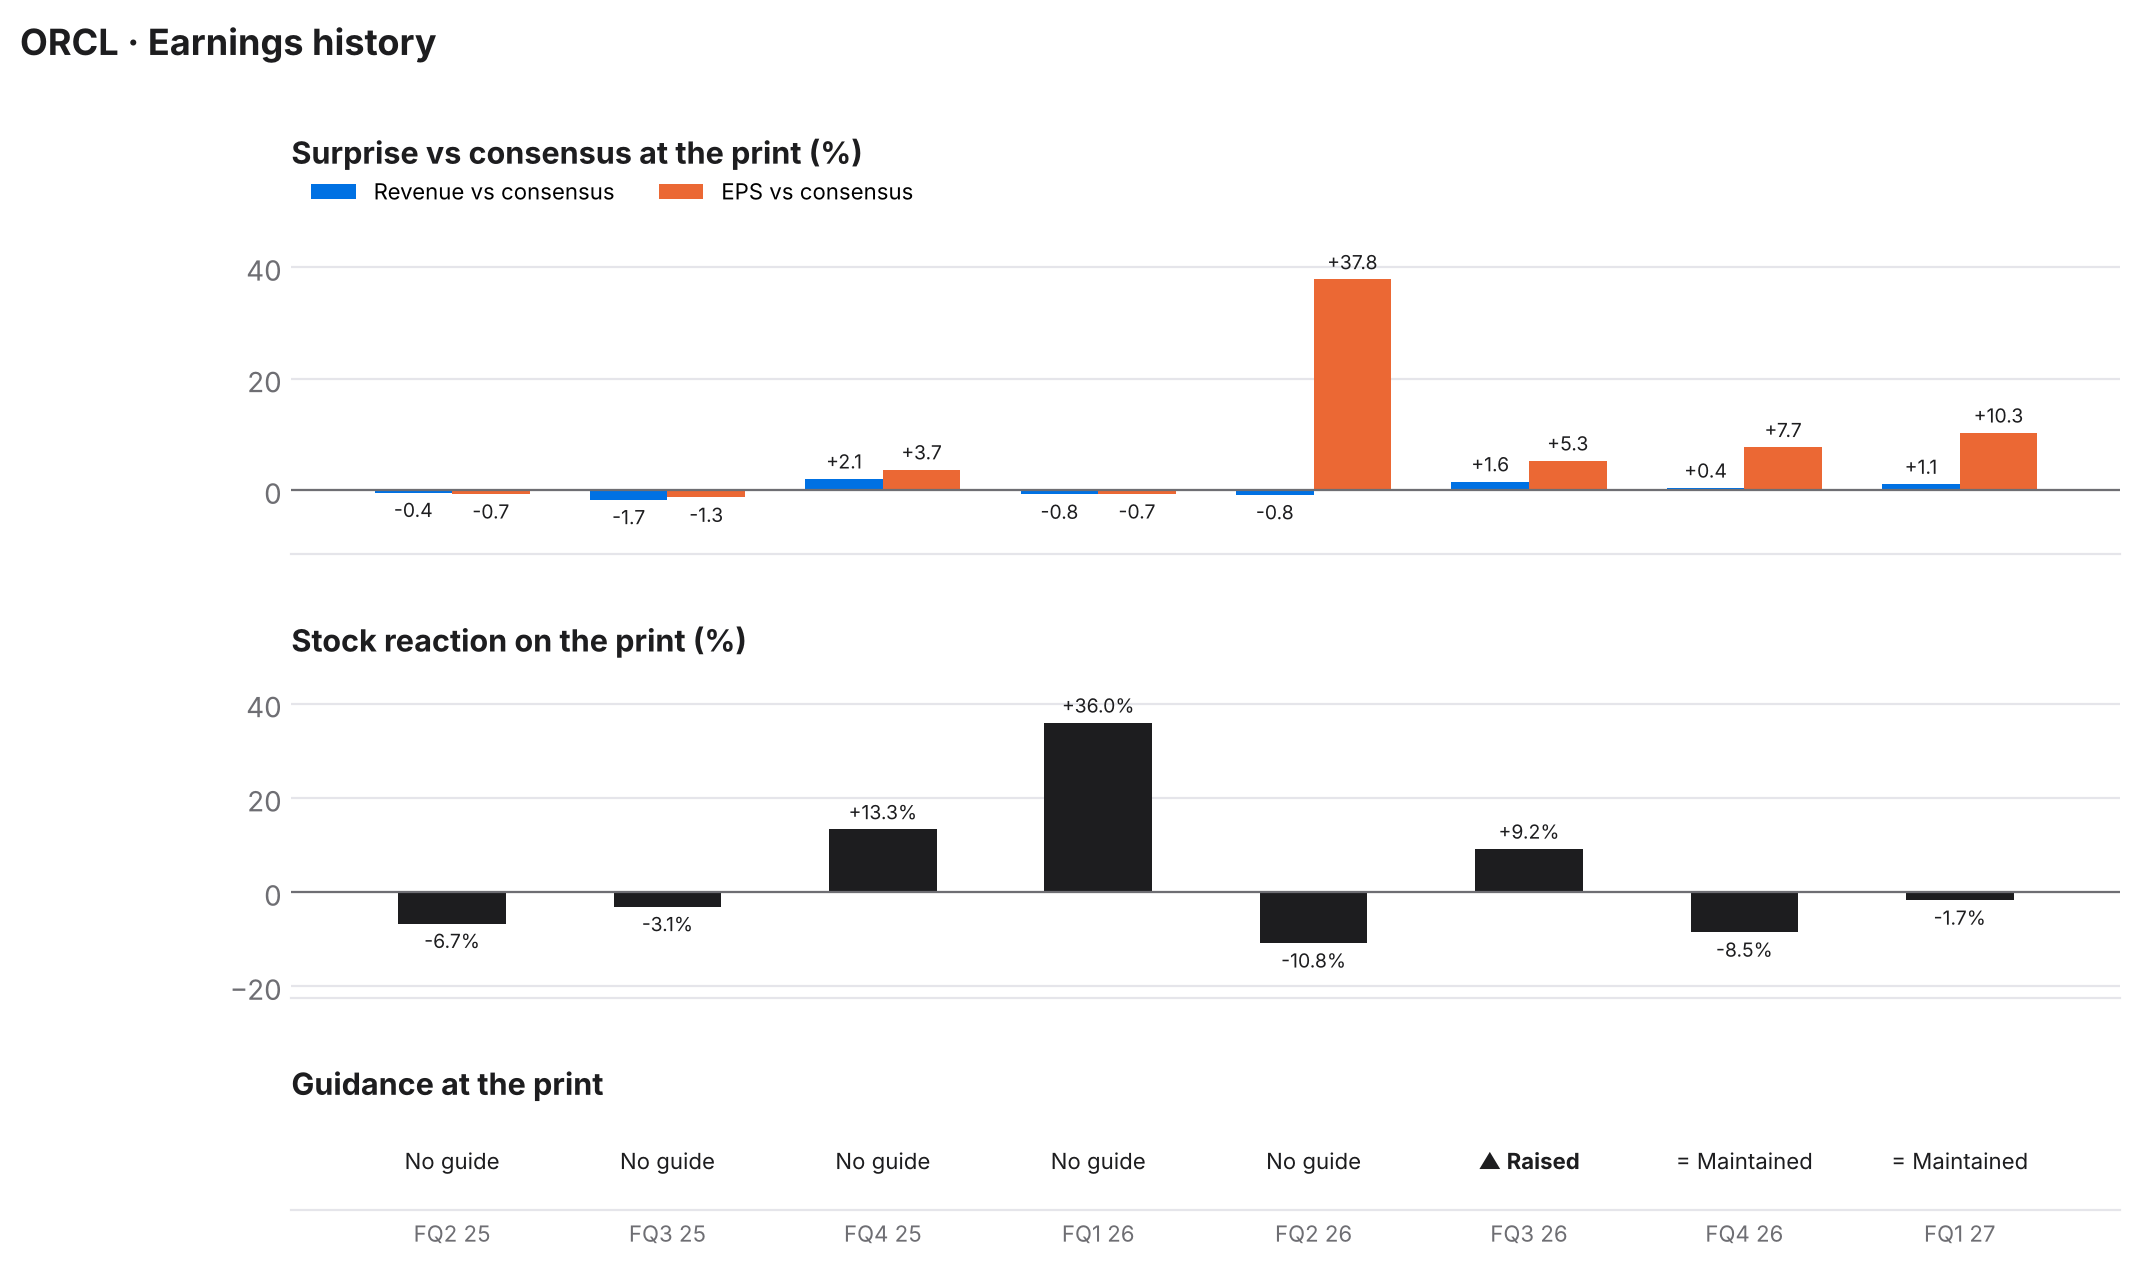 ORCL · Earnings history
Surprise vs consensus at the print (%)
Revenue vs consensus EPS vs consensus
40
20
0
-0.4 -0.7 -1.7 -1.3 +2.1 +3.7 -0.8 -0.7 -0.8 +37.8 +1.6 +5.3 +0.4 +7.7 +1.1 +10.3
Stock reaction on the print (%)
40
20
0
−20
-6.7% -3.1% +13.3% +36.0% -10.8% +9.2% -8.5% -1.7%
Guidance at the print
No guide No guide No guide No guide No guide ▲ Raised = Maintained = Maintained
FQ2 25 FQ3 25 FQ4 25 FQ1 26 FQ2 26 FQ3 26 FQ4 26 FQ1 27